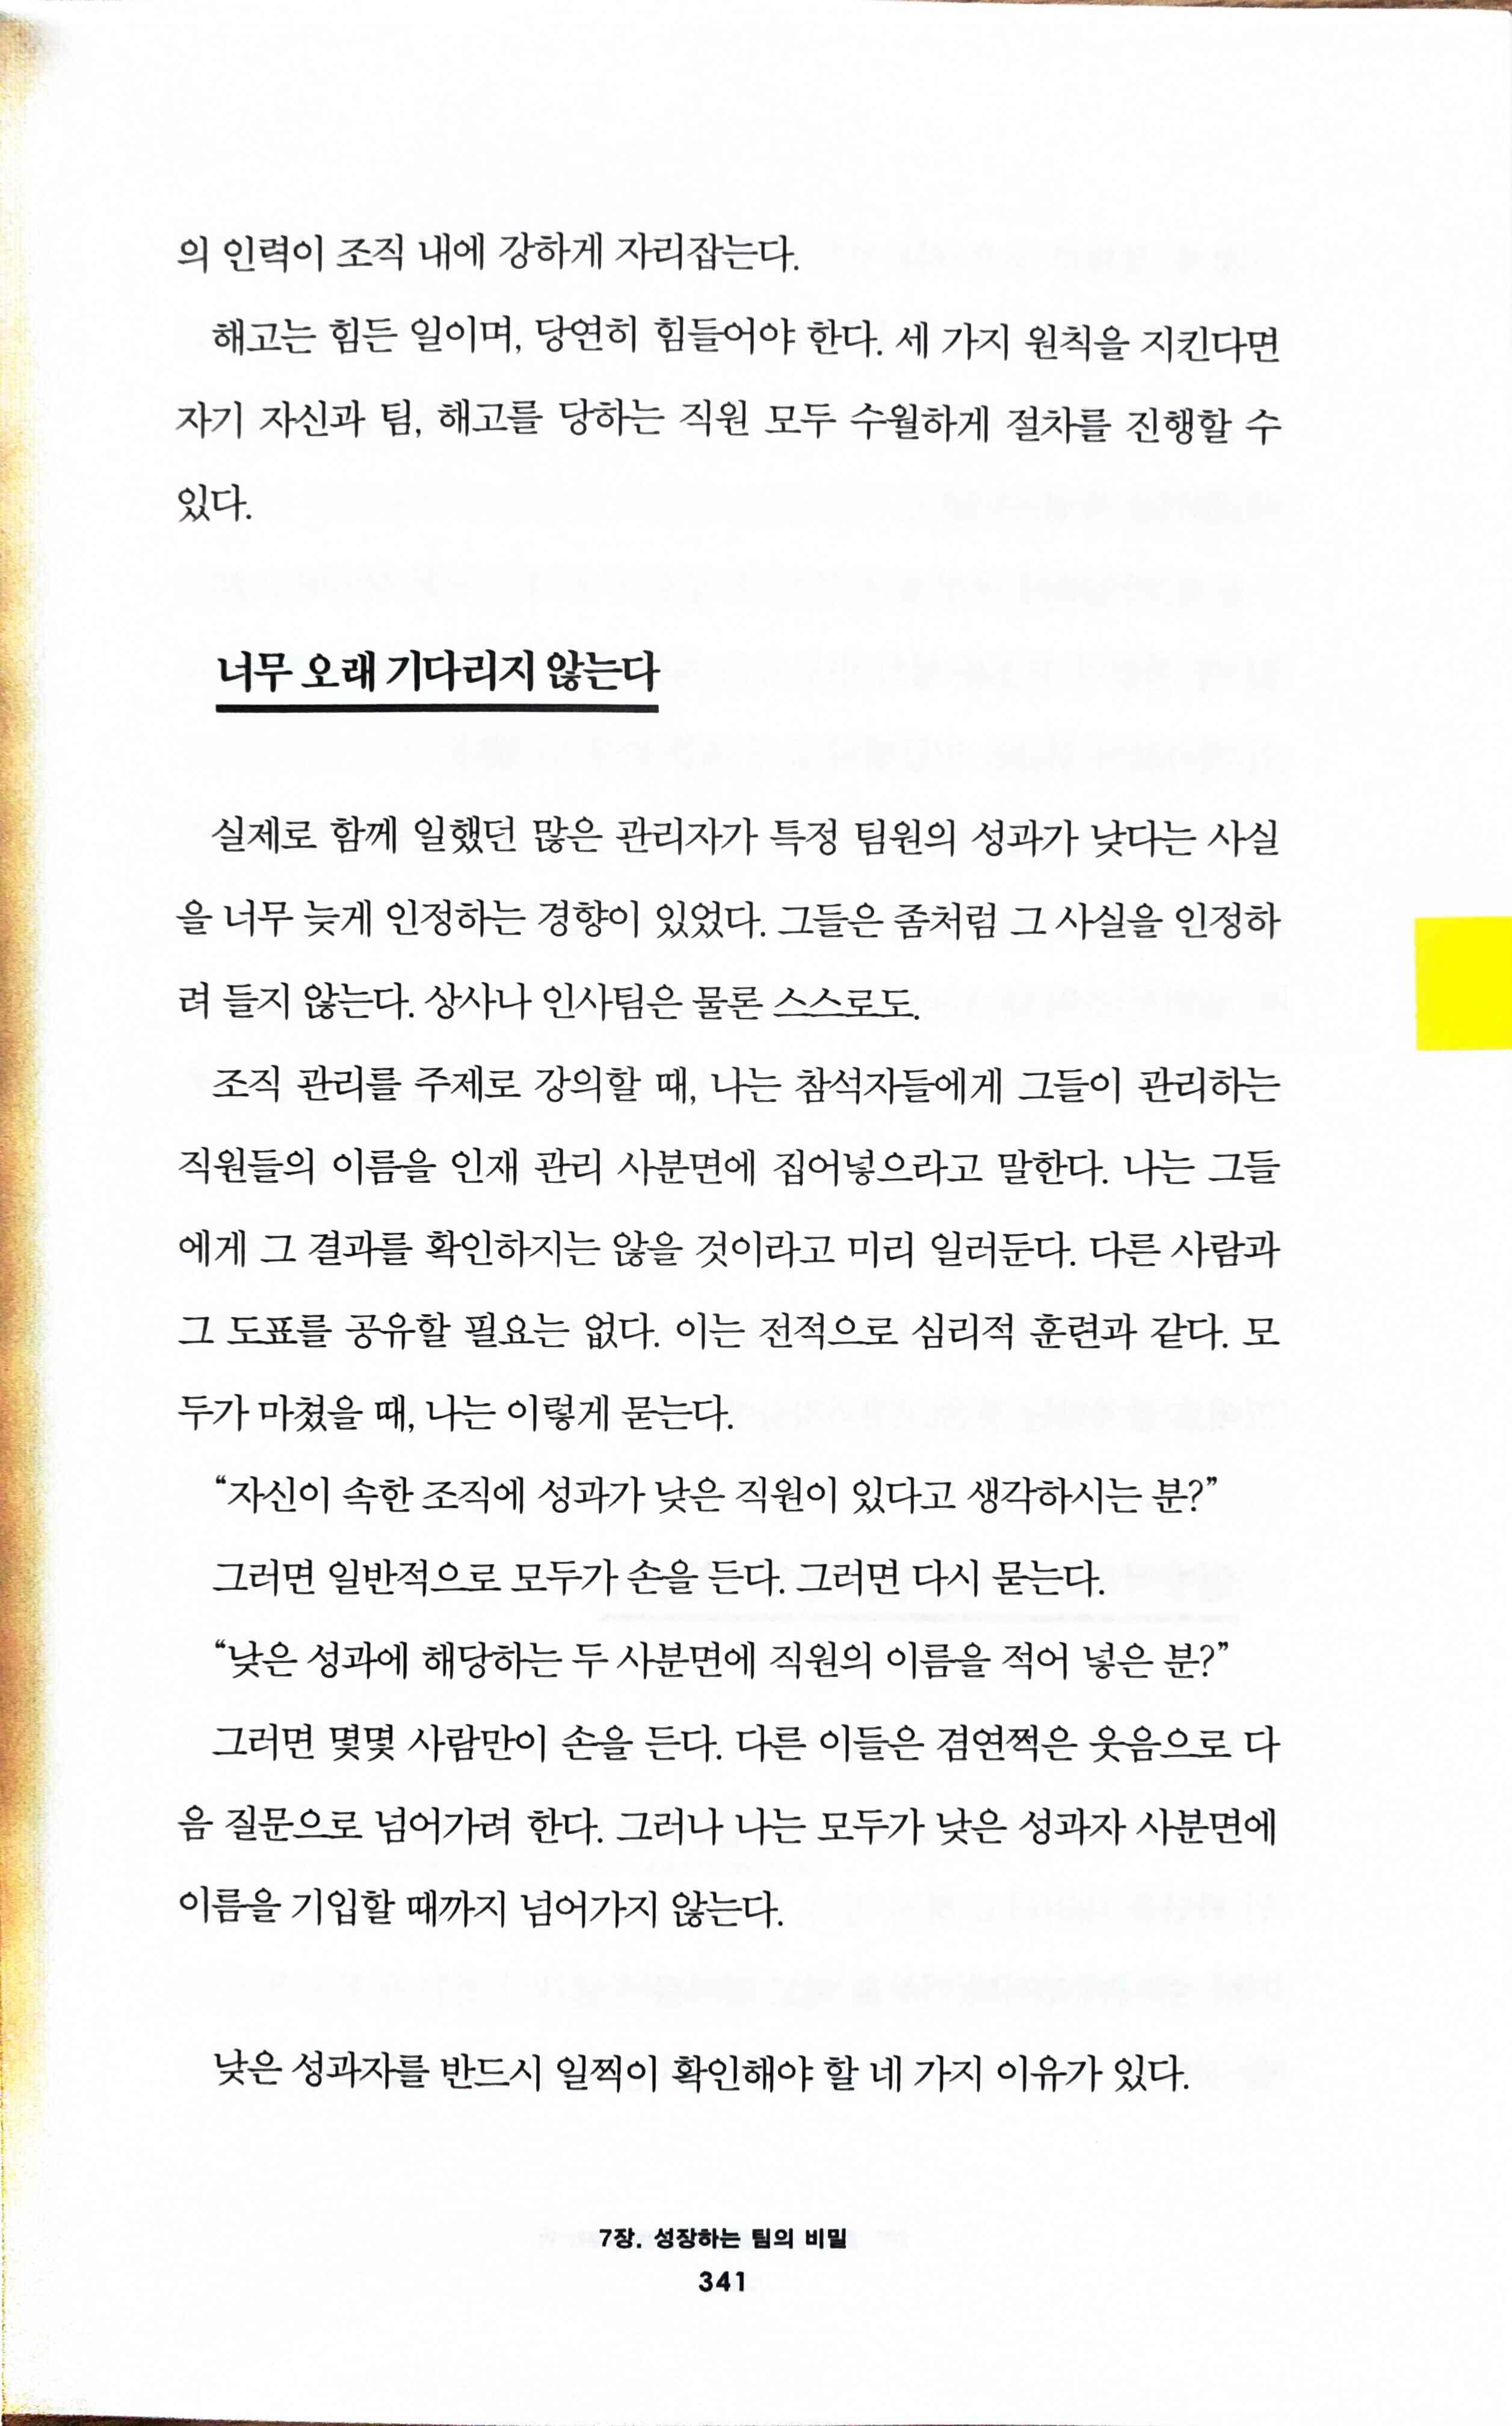 의 인력이 조직 내에 강하게 자리잡는다.
해고는 힘든 일이며, 당연히 힘들어야 한다. 세 가지 원칙을 지킨다면
자기 자신과 팀, 해고를 당하는 직원 모두 수월하게 절차를 진행할 수
있다.
너무 오래 기다리지 않는다
실제로 함께 일했던 많은 관리자가 특정 팀원의 성과가 낮다는 사실
을 너무 늦게 인정하는 경향이 있었다. 그들은 좀처럼 그 사실을 인정하
려 들지 않는다. 상사나 인사팀은 물론 스스로도.
조직 관리를 주제로 강의할 때, 나는 참석자들에게 그들이 관리하는
직원들의 이름을 인재 관리 사분면에 집어넣으라고 말한다. 나는 그들
에게 그 결과를 확인하지는 않을 것이라고 미리 일러둔다. 다른 사람과
그 도표를 공유할 필요는 없다. 이는 전적으로 심리적 훈련과 같다. 모
두가 마쳤을 때, 나는 이렇게 묻는다.
“자신이 속한 조직에 성과가 낮은 직원이 있다고 생각하시는 분?”
그러면 일반적으로 모두가 손을 든다. 그러면 다시 묻는다.
“낮은 성과에 해당하는 두 사분면에 직원의 이름을 적어 넣은 분?”
그러면 몇몇 사람만이 손을 든다. 다른 이들은 겸연쩍은 웃음으로 다
음 질문으로 넘어가려 한다. 그러나 나는 모두가 낮은 성과자 사분면에
이름을 기입할 때까지 넘어가지 않는다.
낮은 성과자를 반드시 일찍이 확인해야 할 네 가지 이유가 있다.
7장. 성장하는 팀의 비밀
341